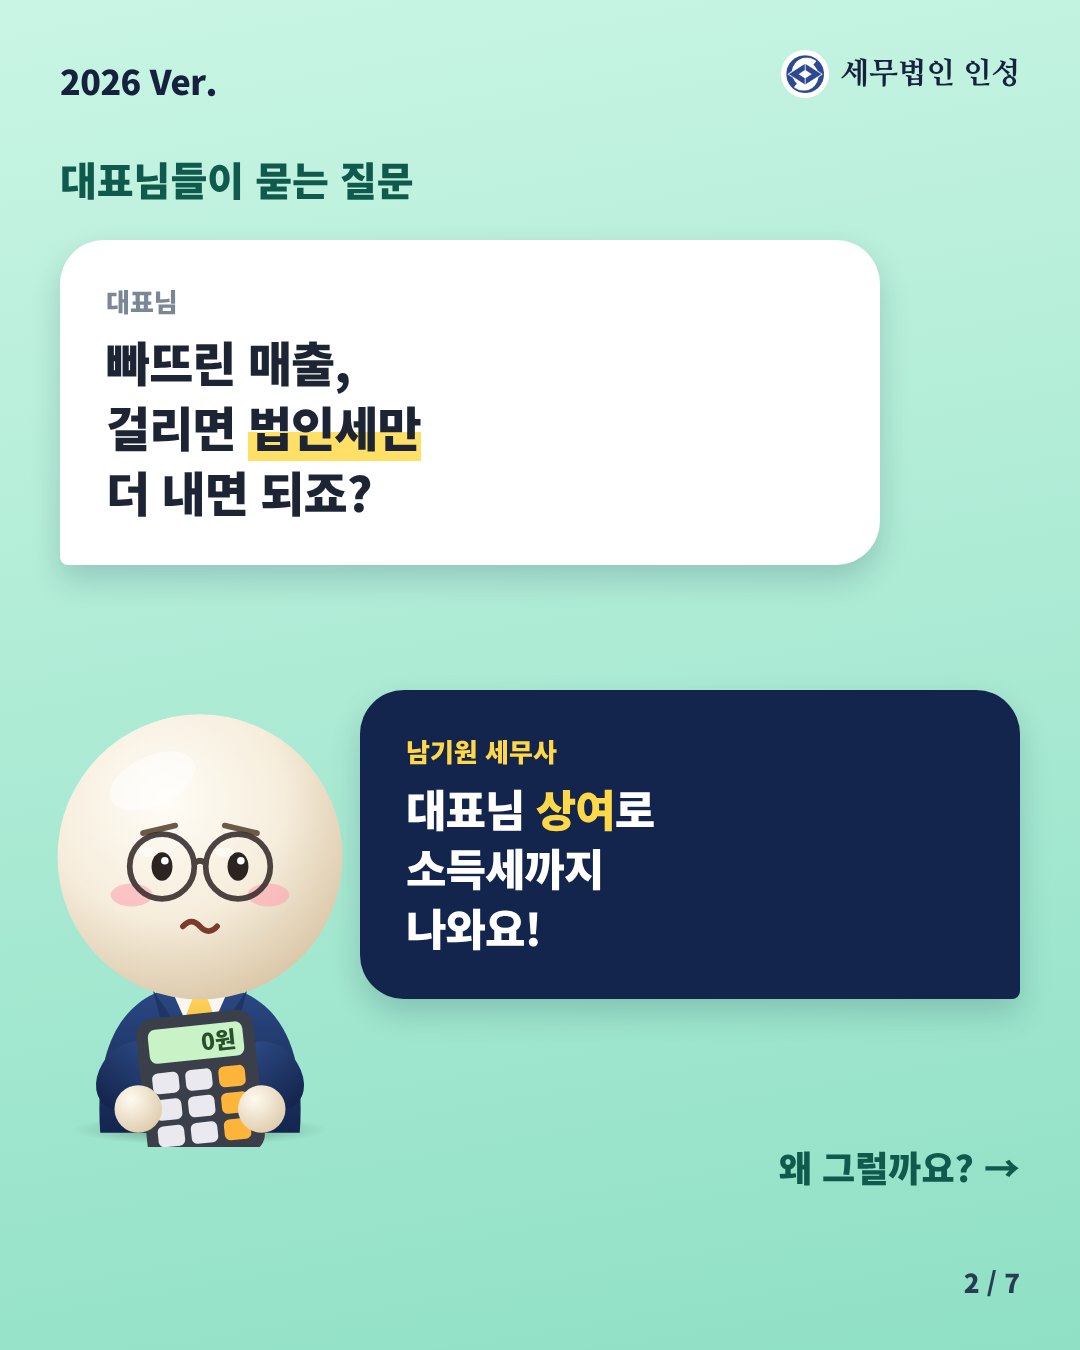 2026 Ver.
세무법인 인성
대표님들이 묻는 질문
대표님
빠뜨린 매출,
걸리면 법인세만
더 내면 되죠?
남기원 세무사
대표님 상여로
소득세까지
나와요!
0원
왜 그럴까요? →
2 / 7